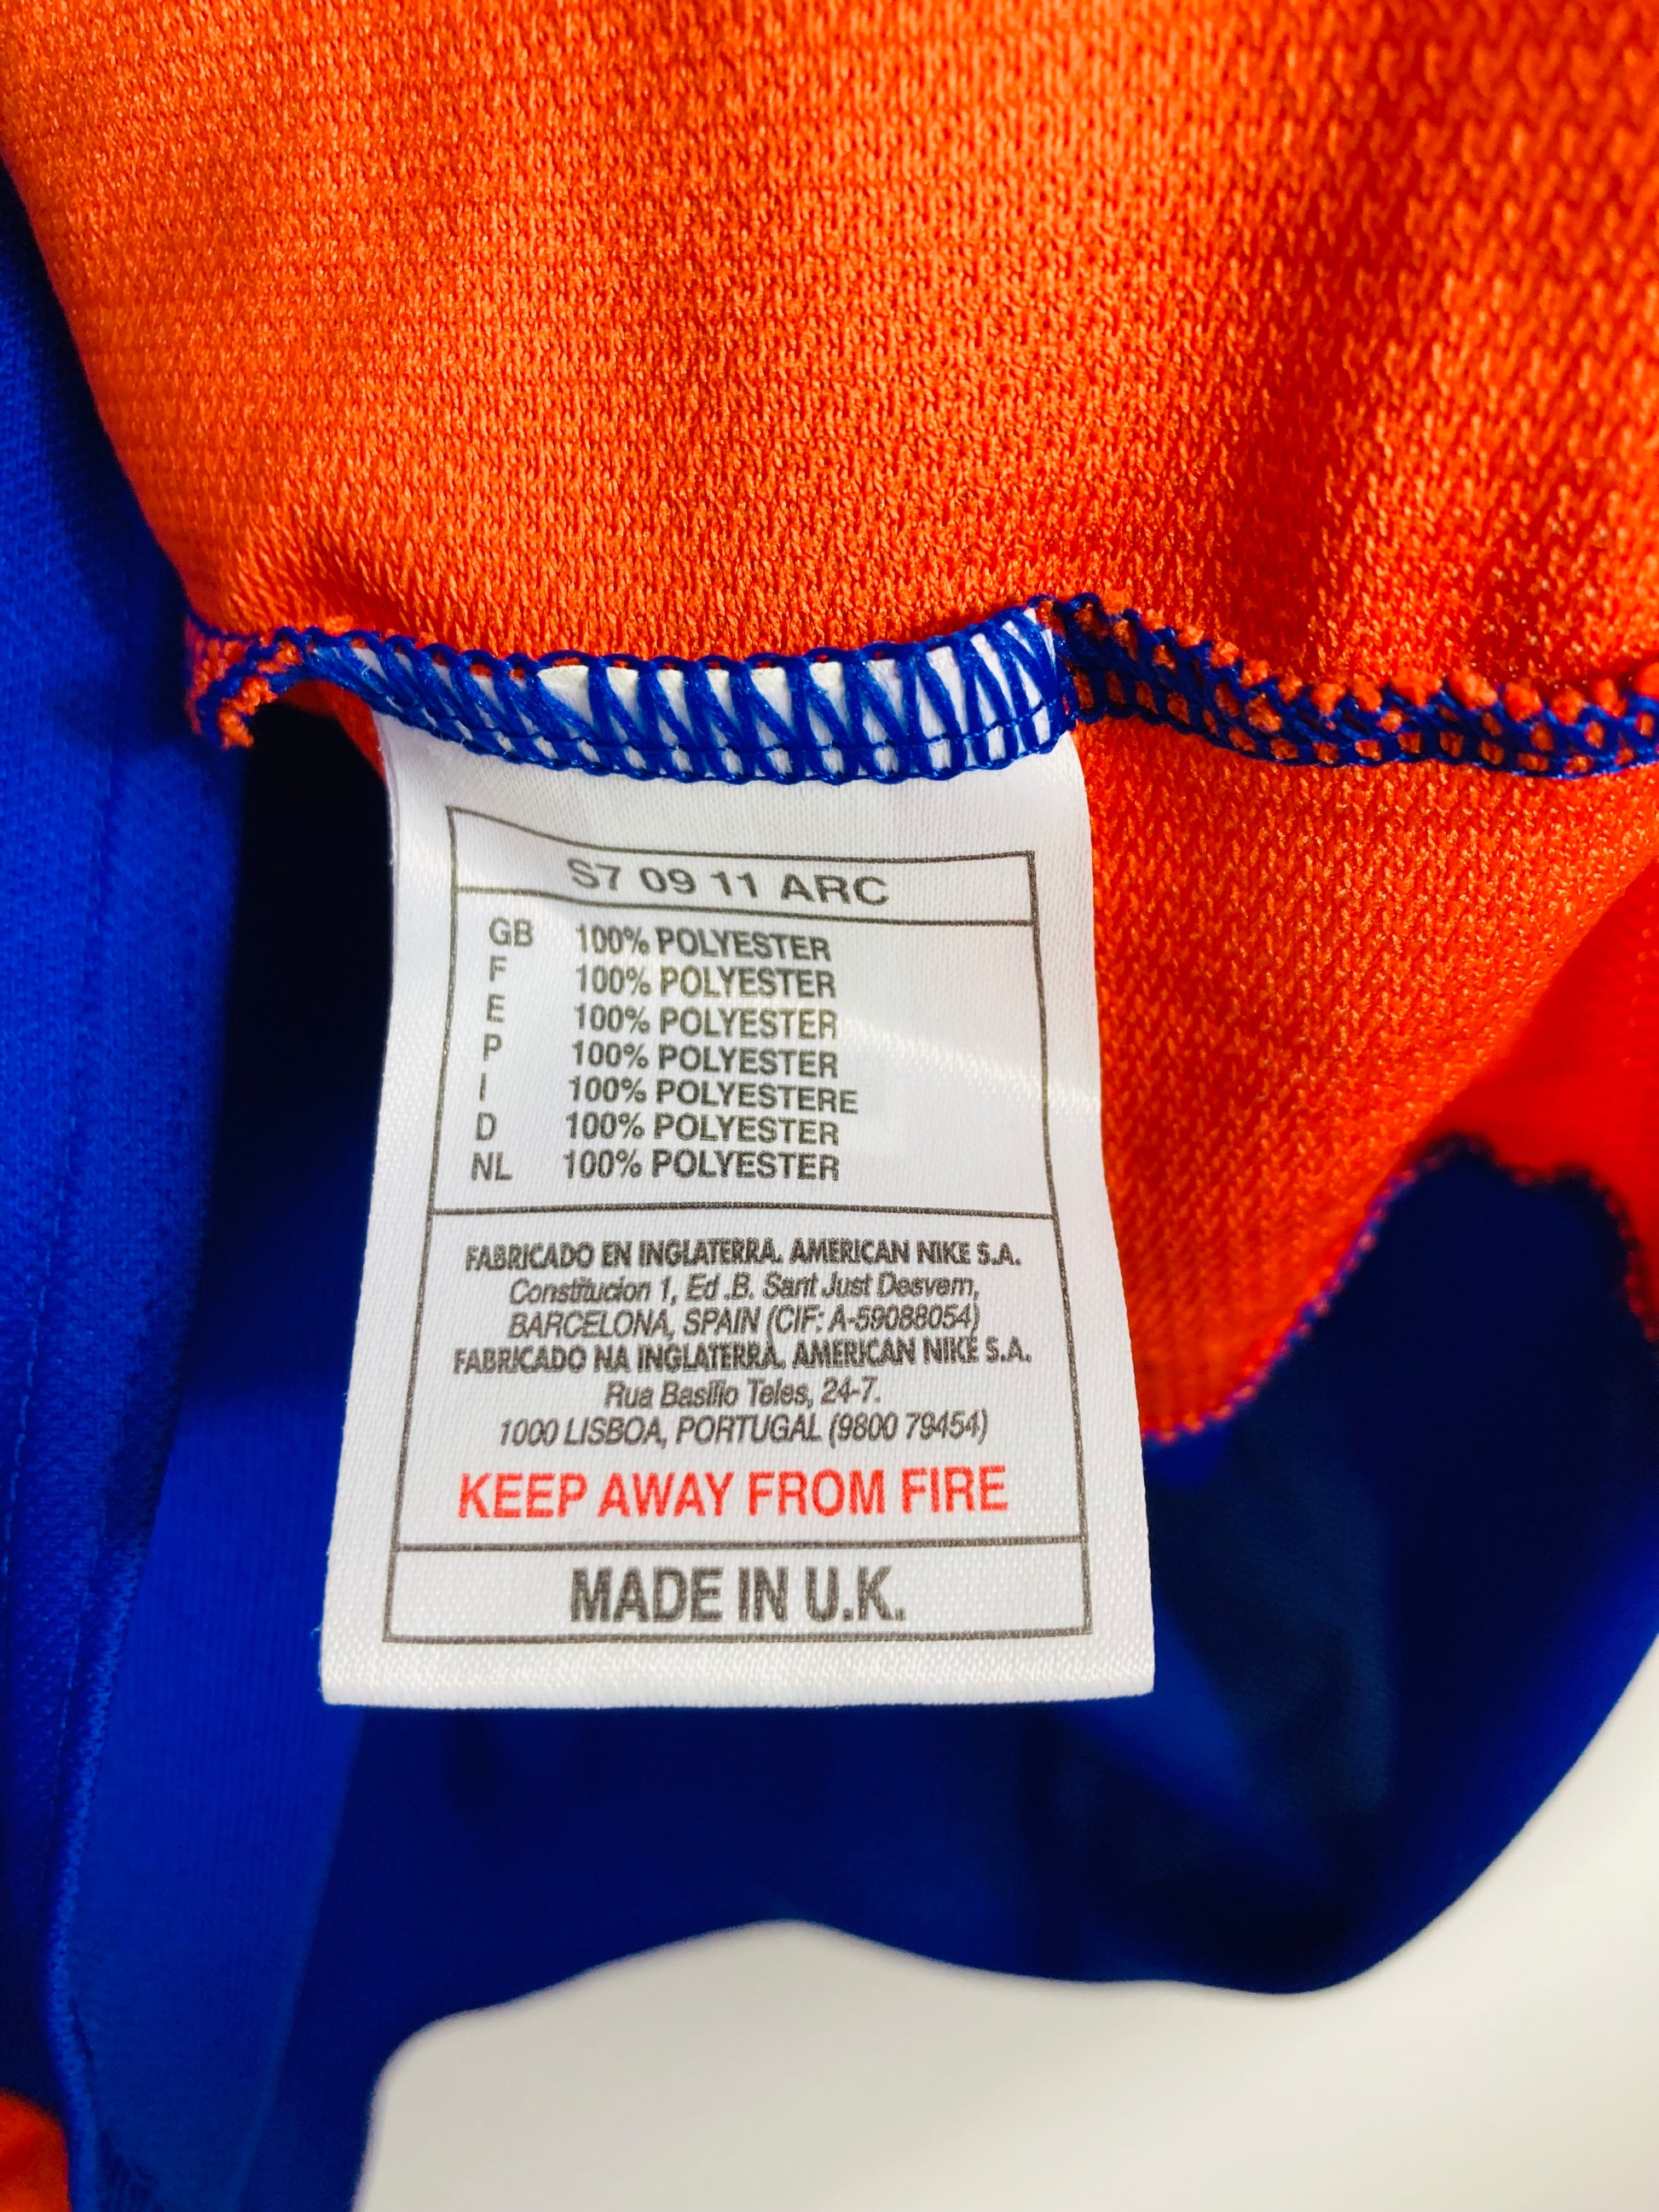 S7 09 11 ARC
GB 100% POLYESTER
F 100% POLYESTER
E 100% POLYESTER
P 100% POLYESTER
I 100% POLYESTERE
D 100% POLYESTER
NL 100% POLYESTER
FABRICADO EN INGLATERRA. AMERICAN NIKE S.A.
Constitucion 1, Ed .B. Sant Just Desvern,
BARCELONA, SPAIN (CIF: A-59088054)
FABRICADO NA INGLATERRA. AMERICAN NIKE S.A.
Rua Basílio Teles, 24-7.
1000 LISBOA, PORTUGAL (9800 79454)
KEEP AWAY FROM FIRE
MADE IN U.K.